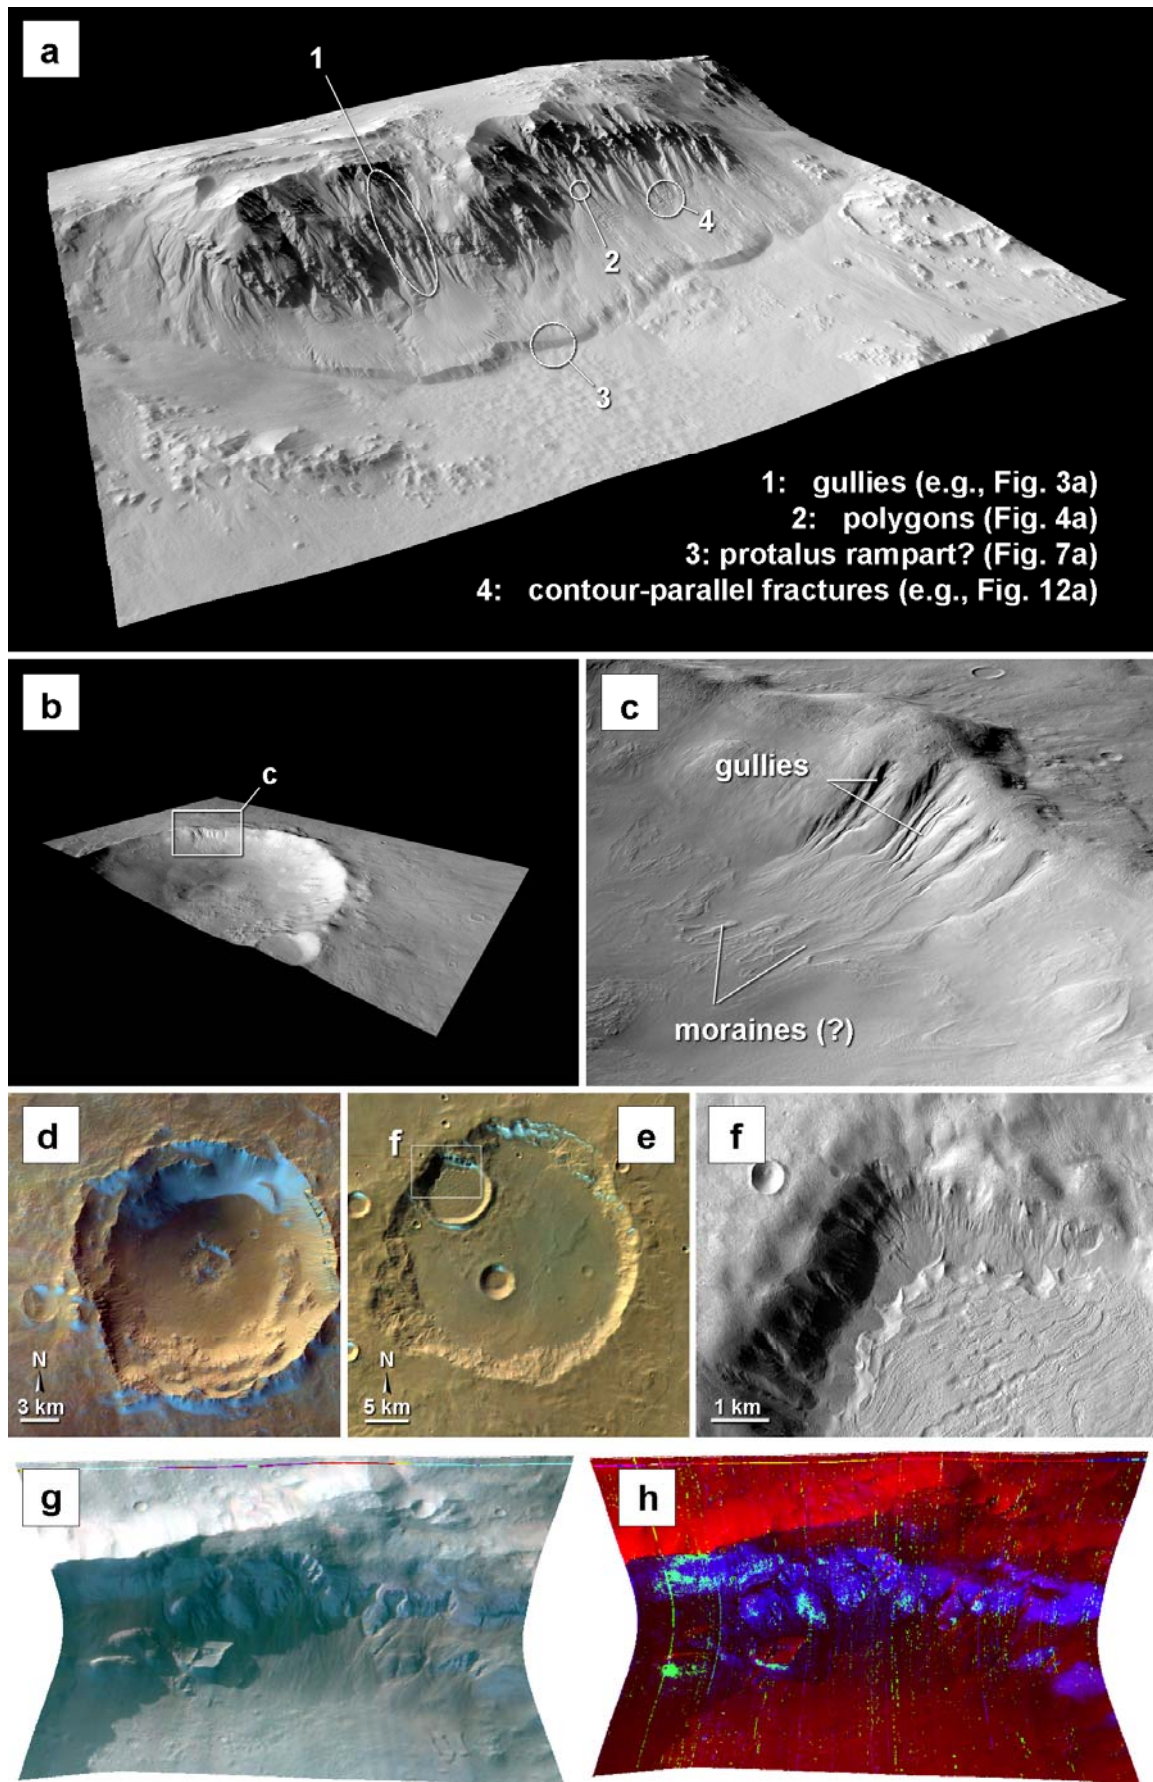 a
1
2
4
3
1: gullies (e.g., Fig. 3a)
2: polygons (Fig. 4a)
3: protalus rampart? (Fig. 7a)
4: contour-parallel fractures (e.g., Fig. 12a)
b
c
c
gullies
moraines (?)
d
N
3 km
f
e
N
5 km
f
1 km
g
h